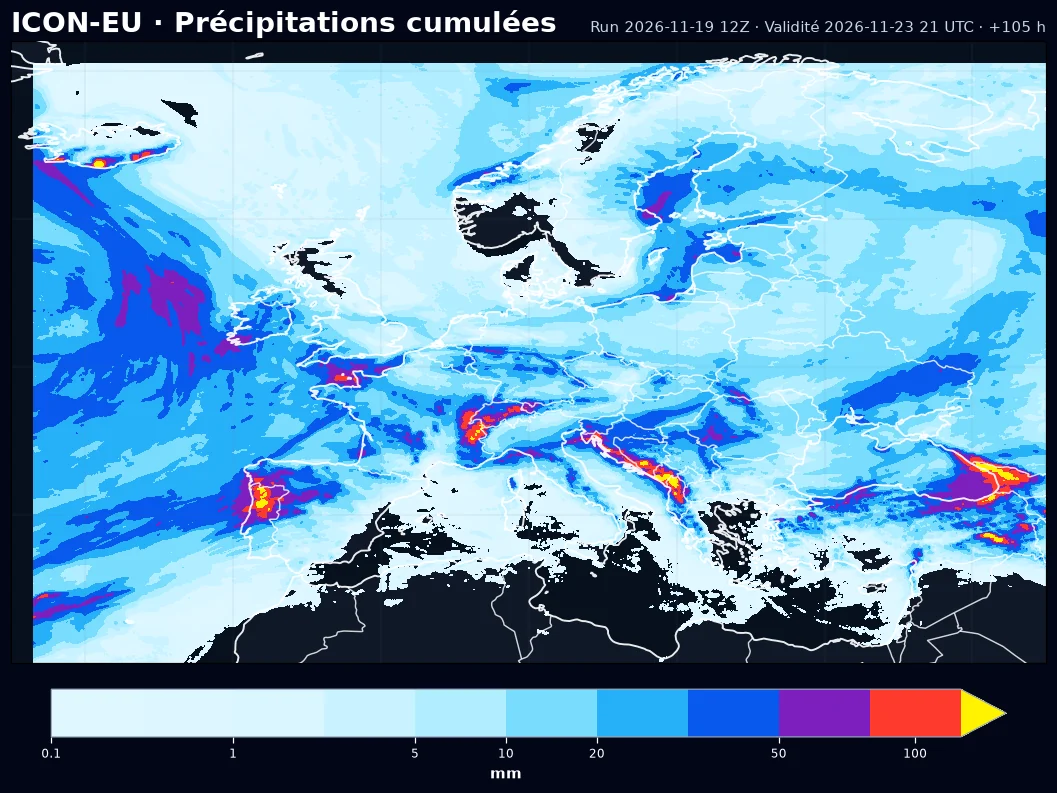 ICON-EU · Précipitations cumulées
Run 2026-11-19 12Z · Validité 2026-11-23 21 UTC · +105 h
0.1 1 5 10 20 50 100
mm